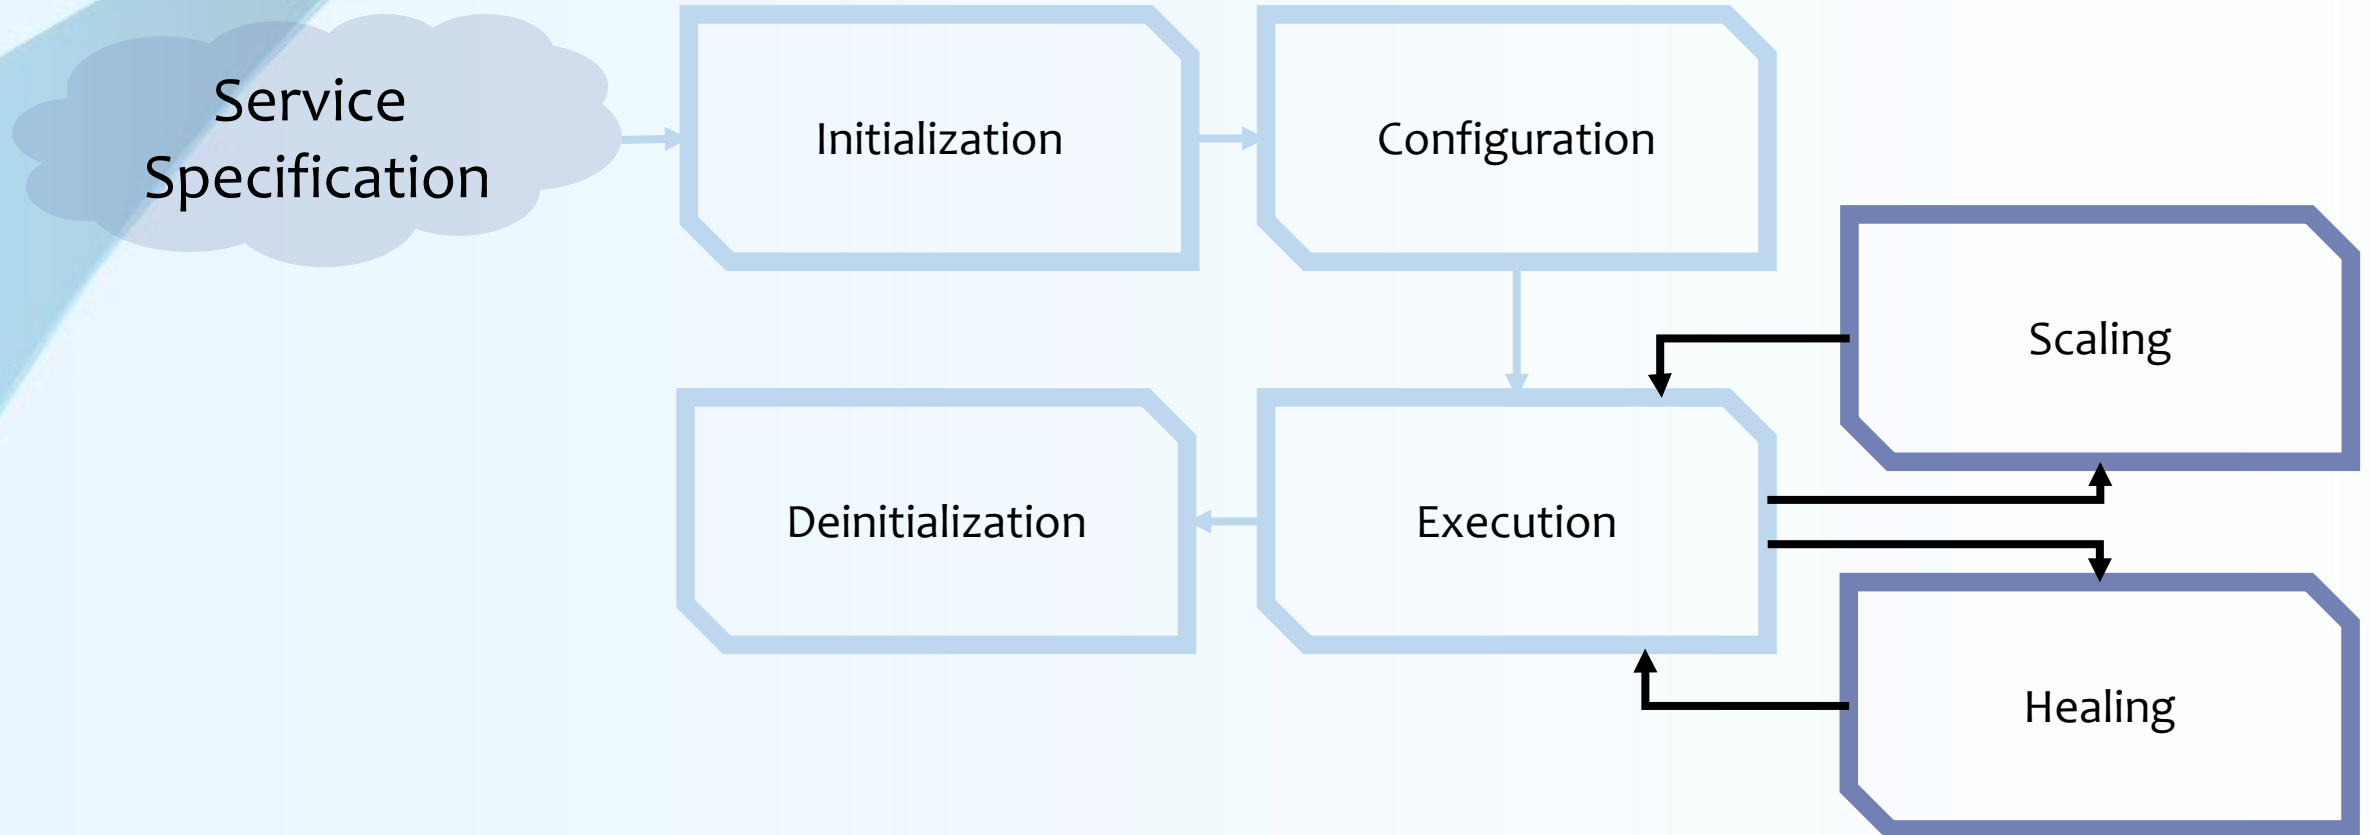 Service
Specification
Initialization
Configuration
Scaling
Deinitialization
Execution
Healing